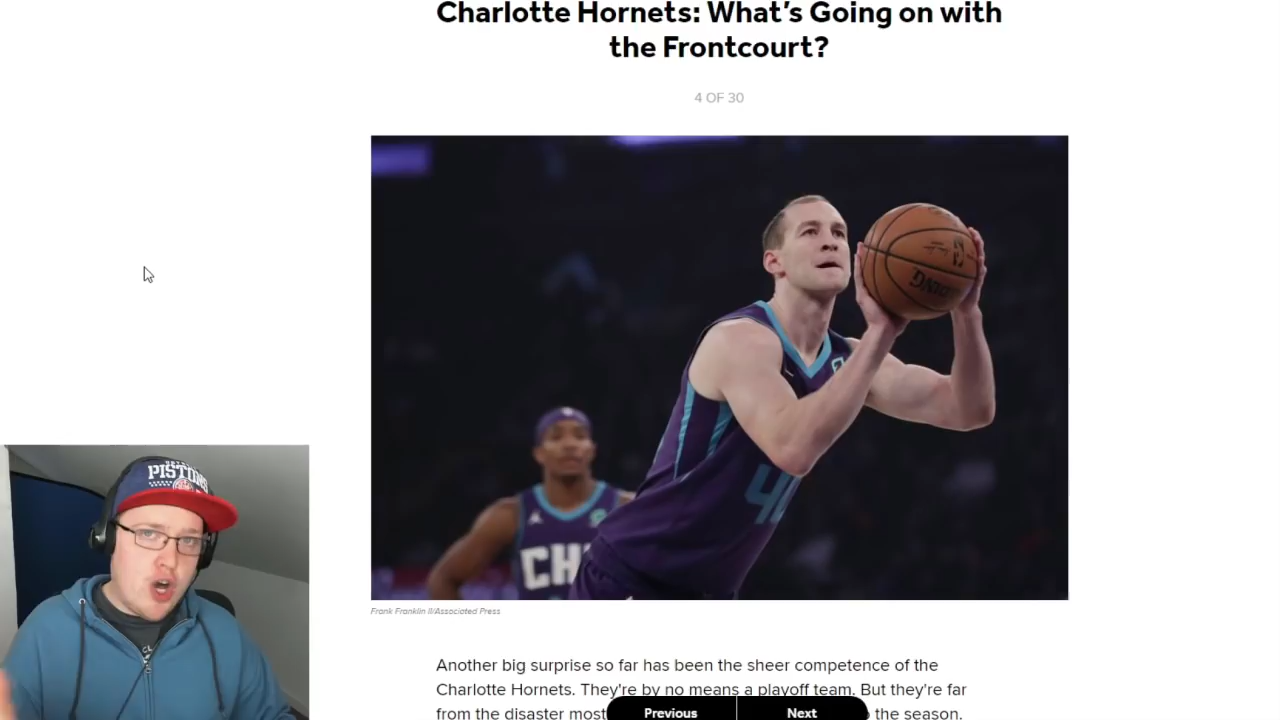 Charlotte Hornets: What's Going on with
the Frontcourt?
4 OF 30
PISTONS
CH
4
Frank Franklin II/Associated Press
Another big surprise so far has been the sheer competence of the
Charlotte Hornets. They're by no means a playoff team. But they're far
from the disaster most
the season.
Previous
Next